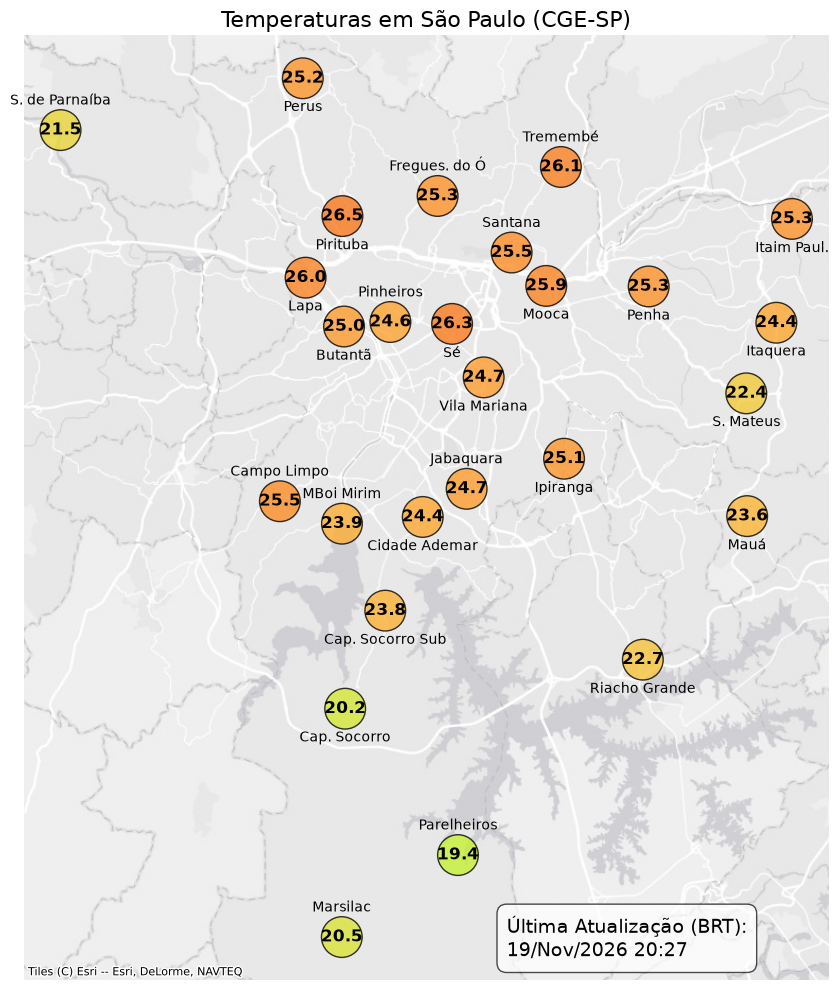 Temperaturas em São Paulo (CGE-SP)
25.2
Perus
S. de Parnaíba
21.5
Tremembé
26.1
Fregues. do Ó
25.3
26.5
Pirituba
25.3
Itaim Paul.
Santana
25.5
26.0
Lapa
25.9
Mooca
25.3
Penha
Pinheiros
24.6
25.0
Butantã
26.3
Sé
24.4
Itaquera
24.7
Vila Mariana
22.4
S. Mateus
Jabaquara
24.7
25.1
Ipiranga
Campo Limpo
25.5
MBoi Mirim
23.9
24.4
Cidade Ademar
23.6
Mauá
23.8
Cap. Socorro Sub
22.7
Riacho Grande
20.2
Cap. Socorro
Parelheiros
19.4
Marsilac
20.5
Última Atualização (BRT):
19/Nov/2026 20:27
Tiles (C) Esri -- Esri, DeLorme, NAVTEQ